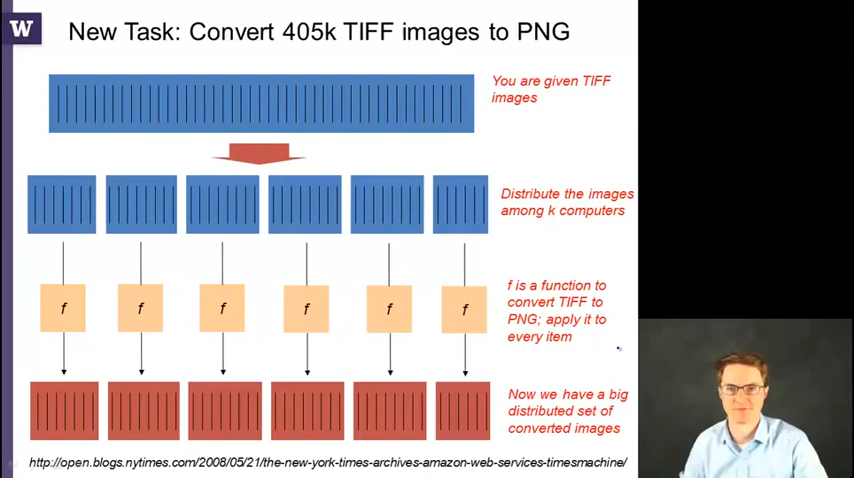 W
New Task: Convert 405k TIFF images to PNG
You are given TIFF
images
Distribute the images
among k computers
f is a function to
convert TIFF to
PNG; apply it to
every item
f f f f f f
Now we have a big
distributed set of
converted images
http://open.blogs.nytimes.com/2008/05/21/the-new-york-times-archives-amazon-web-services-timesmachine/